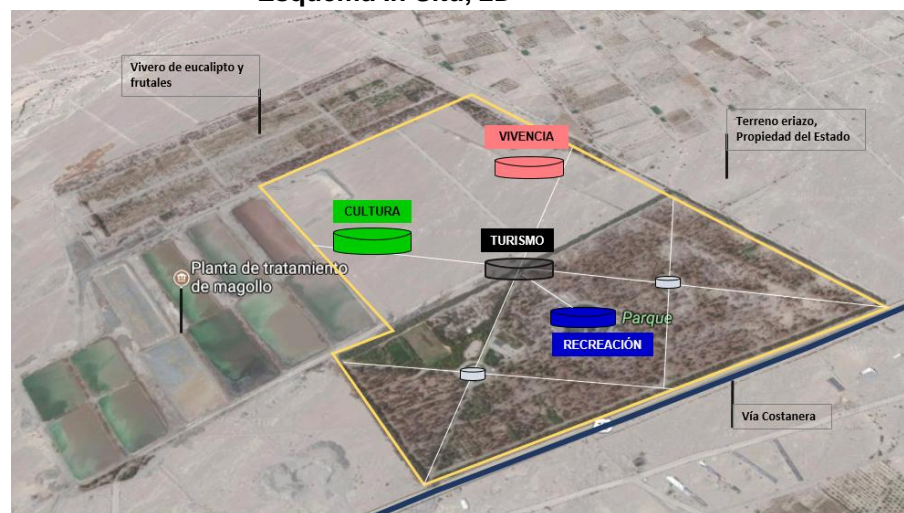 Esquema In Situ, 2D
Vivero de eucalipto y
frutales
Terreno eriazo,
Propiedad del Estado
VIVENCIA
CULTURA
TURISMO
Planta de tratamiento
de magollo
Parque
RECREACIÓN
Vía Costanera